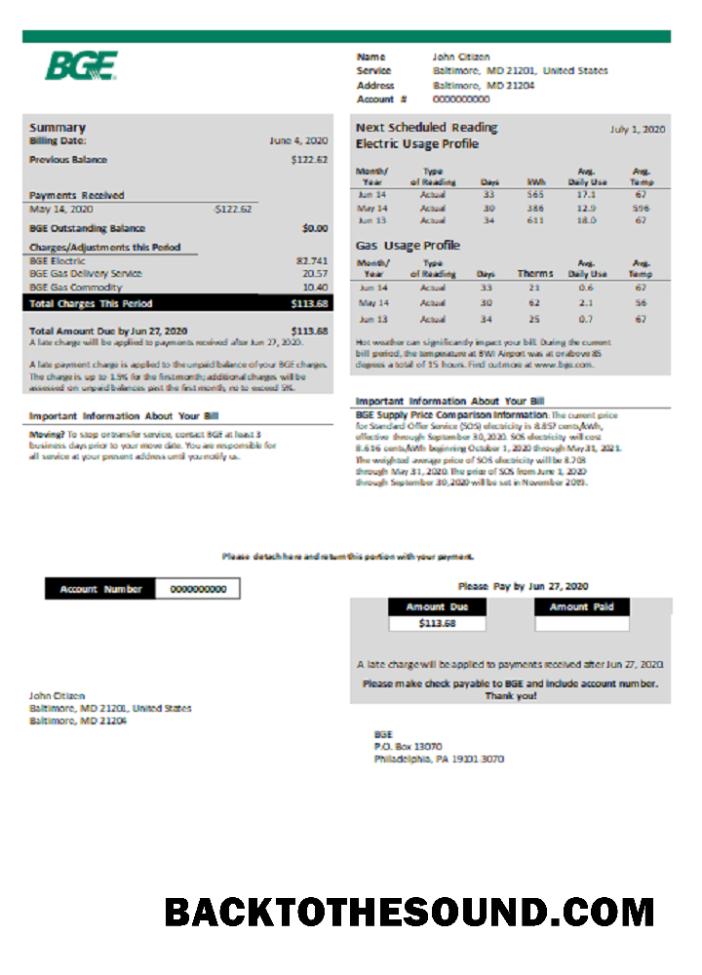 BGE
Name John Citizen
Service Baltimore, MD 21201, United States
Address Baltimore, MD 21204
Account # 0000000000
Summary
Billing Date: June 4, 2020
Previous Balance $122.62
Payments Received
May 14, 2020 -$122.62
BGE Outstanding Balance $0.00
Charges/Adjustments this Period
BGE Electric 82.741
BGE Gas Delivery Service 20.57
BGE Gas Commodity 10.40
Total Charges This Period $113.68
Total Amount Due by Jun 27, 2020 $113.68
A late charge will be applied to payments received after Jun 27, 2020.
A late payment charge is applied to the unpaid balance of your BGE charges.
The charge is up to 1.5% for the first month; additional charges will be
assessed on unpaid balances past the first month, no to exceed 5%.
Important Information About Your Bill
Moving? To stop or transfer service, contact BGE at least 3
business days prior to your move date. You are responsible for
all service at your present address until you notify us.
Next Scheduled Reading July 1, 2020
Electric Usage Profile
Month/ Type Avg. Avg.
Year of Reading Days kWh Daily Use Temp
Jun 14 Actual 33 565 17.1 67
May 14 Actual 30 386 12.9 596
Jun 13 Actual 34 611 18.0 67
Gas Usage Profile
Month/ Type Avg. Avg.
Year of Reading Days Therms Daily Use Temp
Jun 14 Actual 33 21 0.6 67
May 14 Actual 30 62 2.1 56
Jun 13 Actual 34 25 0.7 67
Hot weather can significantly impact your bill. During the current
bill period, the temperature at BWI Airport was at or above 85
degrees a total of 15 hours. Find out more at www.bge.com.
Important Information About Your Bill
BGE Supply Price Comparison Information: The current price
for Standard Offer Service (SOS) electricity is 8.857 cents/kWh,
effective through September 30, 2020. SOS electricity will cost
8.616 cents/kWh beginning October 1, 2020 through May 31, 2021.
The weighted average price of SOS electricity will be 8.703
through May 31, 2020. The price of SOS from June 1, 2020
through September 30, 2020 will be set in November
Please detach here and return this portion with your payment.
Account Number 0000000000
Please Pay by Jun 27, 2020
Amount Due Amount Paid
$113.68
A late charge will be applied to payments received after Jun 27, 2020.
Please make check payable to BGE and include account number.
Thank you!
John Citizen
Baltimore, MD 21201, United States
Baltimore, MD 21204
BGE
P.O. Box 13070
Philadelphia, PA 19101 3070
BACKTOTHESOUND.COM